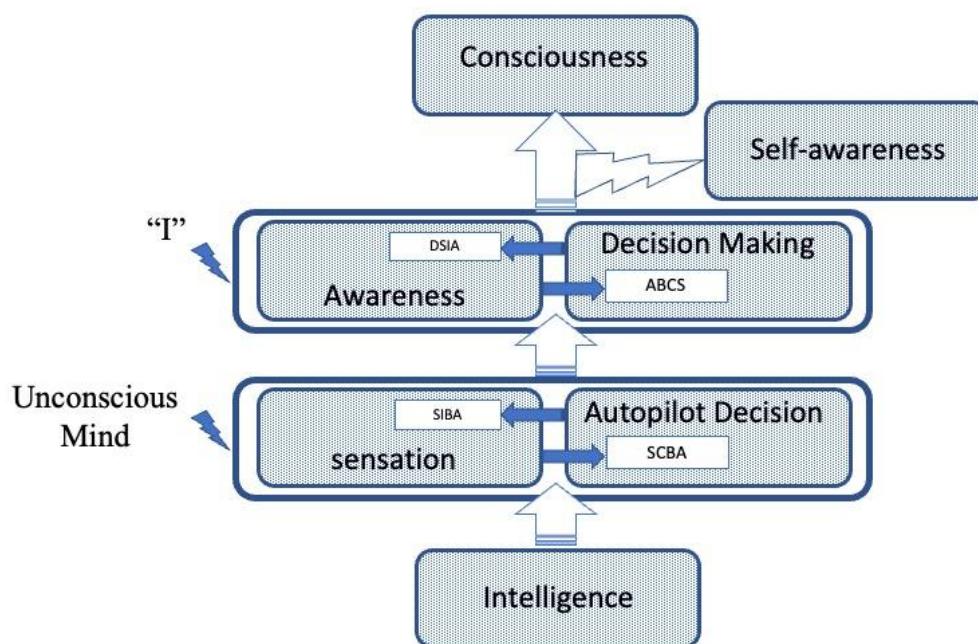 Consciousness
Self-awareness
“I”
DSIA
Decision Making
Awareness
ABCS
Unconscious
Mind
SIBA
Autopilot Decision
sensation
SCBA
Intelligence